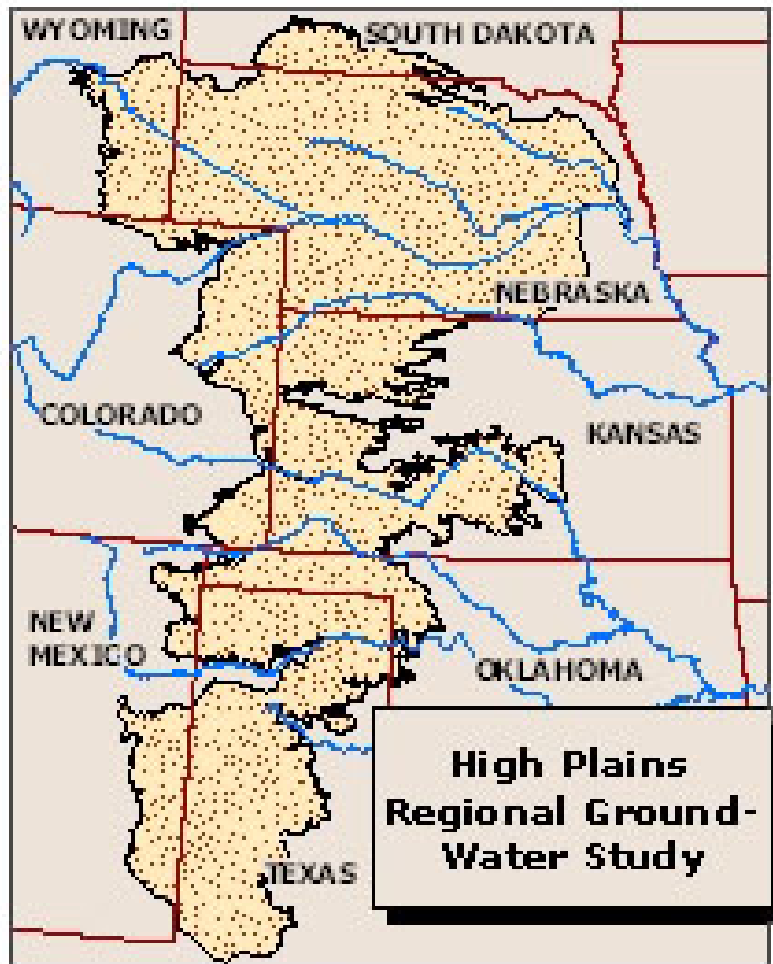 WYOMING
SOUTH DAKOTA
NEBRASKA
COLORADO
KANSAS
NEW
MEXICO
OKLAHOMA
High Plains
Regional Ground-
Water Study
TEXAS